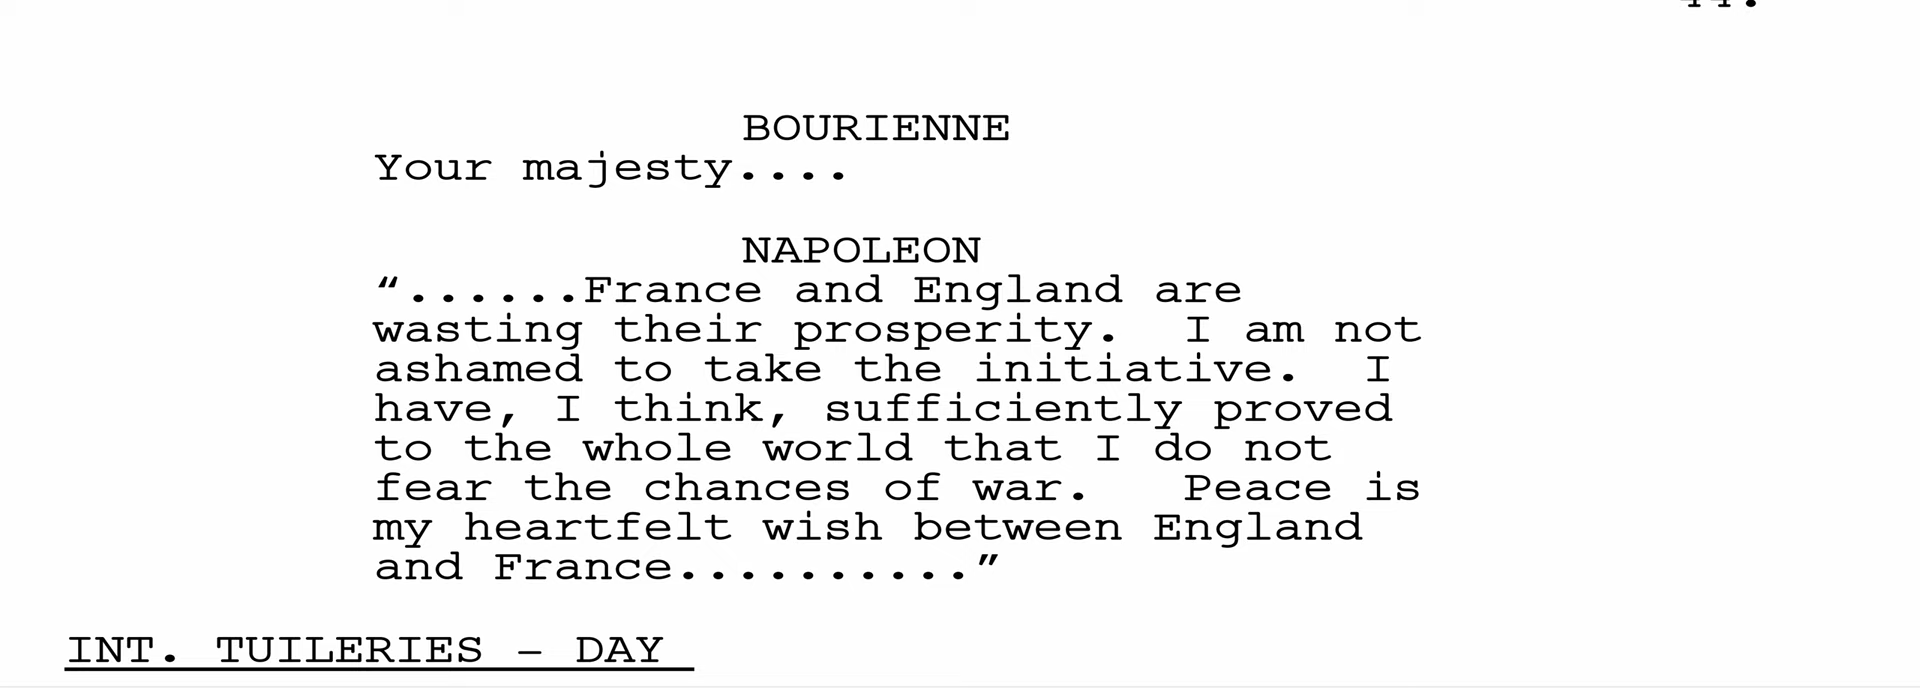 44.
BOURIENNE
Your majesty....
NAPOLEON
“......France and England are
wasting their prosperity.  I am not
ashamed to take the initiative.  I
have, I think, sufficiently proved
to the whole world that I do not
fear the chances of war.   Peace is
my heartfelt wish between England
and France..........”
INT. TUILERIES – DAY